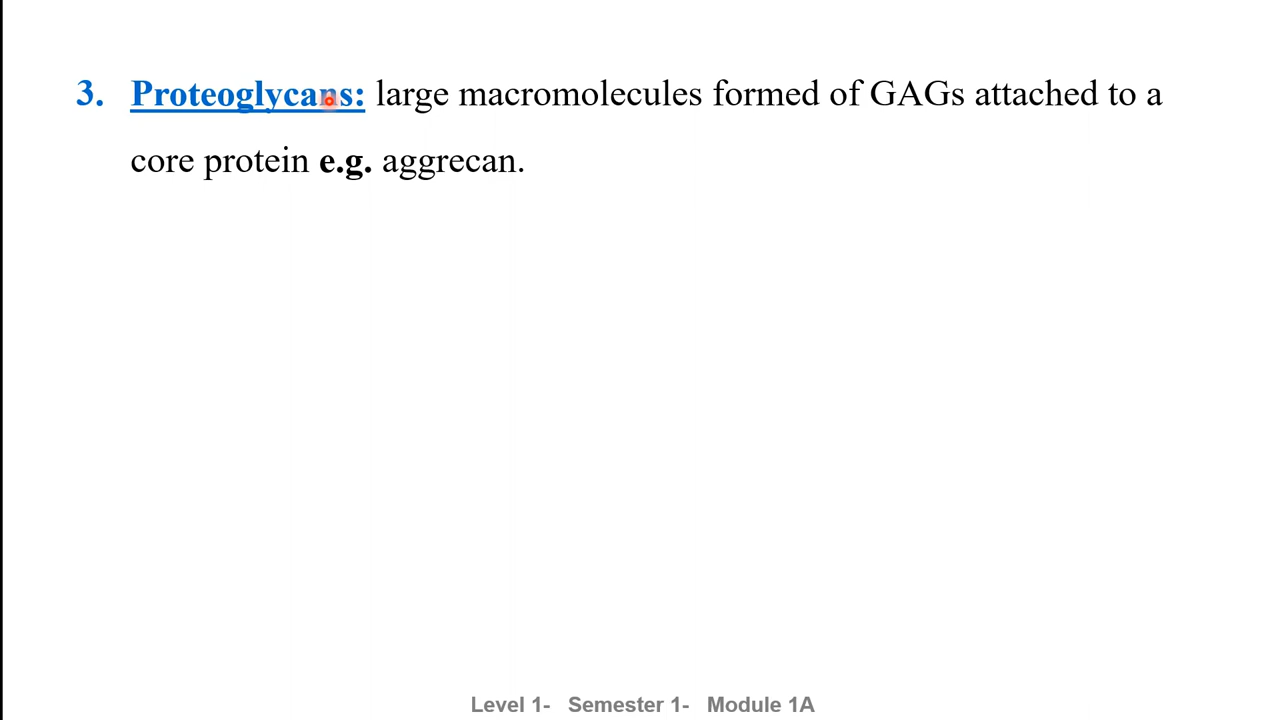 3. Proteoglycans: large macromolecules formed of GAGs attached to a
core protein e.g. aggrecan.
Level 1- Semester 1- Module 1A